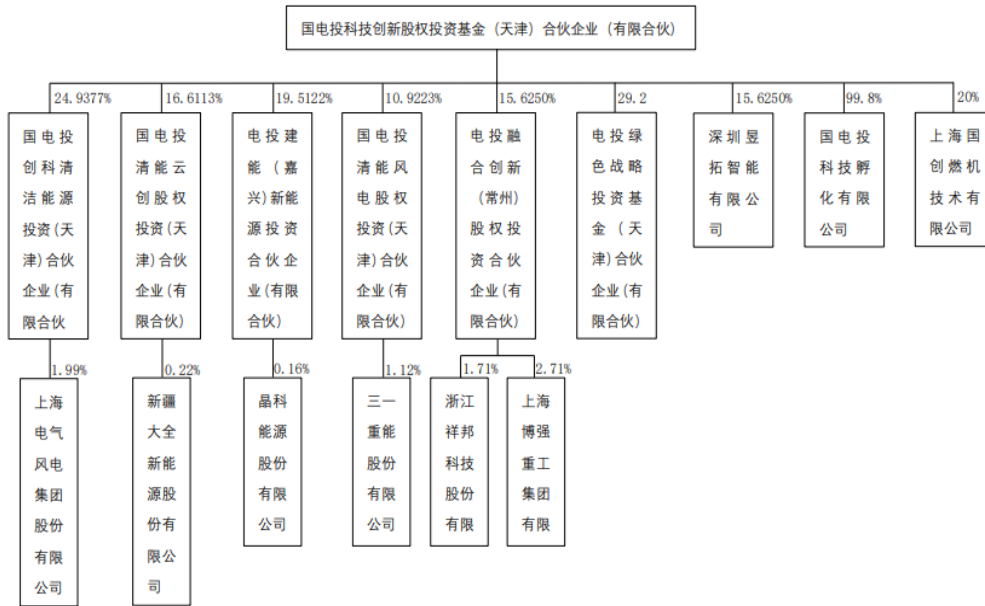 国电投科技创新股权投资基金（天津）合伙企业（有限合伙）
24.9377%
16.6113%
19.5122%
10.9223%
15.6250%
29.2
15.6250%
99.8%
20%
国电投
创科清
洁能源
投资(天
津)合伙
企业(有
限合伙
国电投
清能云
创股权
投资(天
津)合伙
企业(有
限合伙)
电投建
能（嘉
兴)新能
源投资
合伙企
业(有限
合伙)
国电投
清能风
电股权
投资(天
津)合伙
企业(有
限合伙)
电投融
合创新
(常州)
股权投
资合伙
企业(有
限合伙)
电投绿
色战略
投资基
金（天
津)合伙
企业(有
限合伙)
深圳昱
拓智能
有限公
司
国电投
科技孵
化有限
公司
上海国
创燃机
技术有
限公司
1.99%
0.22%
0.16%
1.12%
1.71%
2.71%
上海
电气
风电
集团
股份
有限
公司
新疆
大全
新能
源股
份有
限公
司
晶科
能源
股份
有限
公司
三一
重能
股份
有限
公司
浙江
祥邦
科技
股份
有限
上海
博强
重工
集团
有限